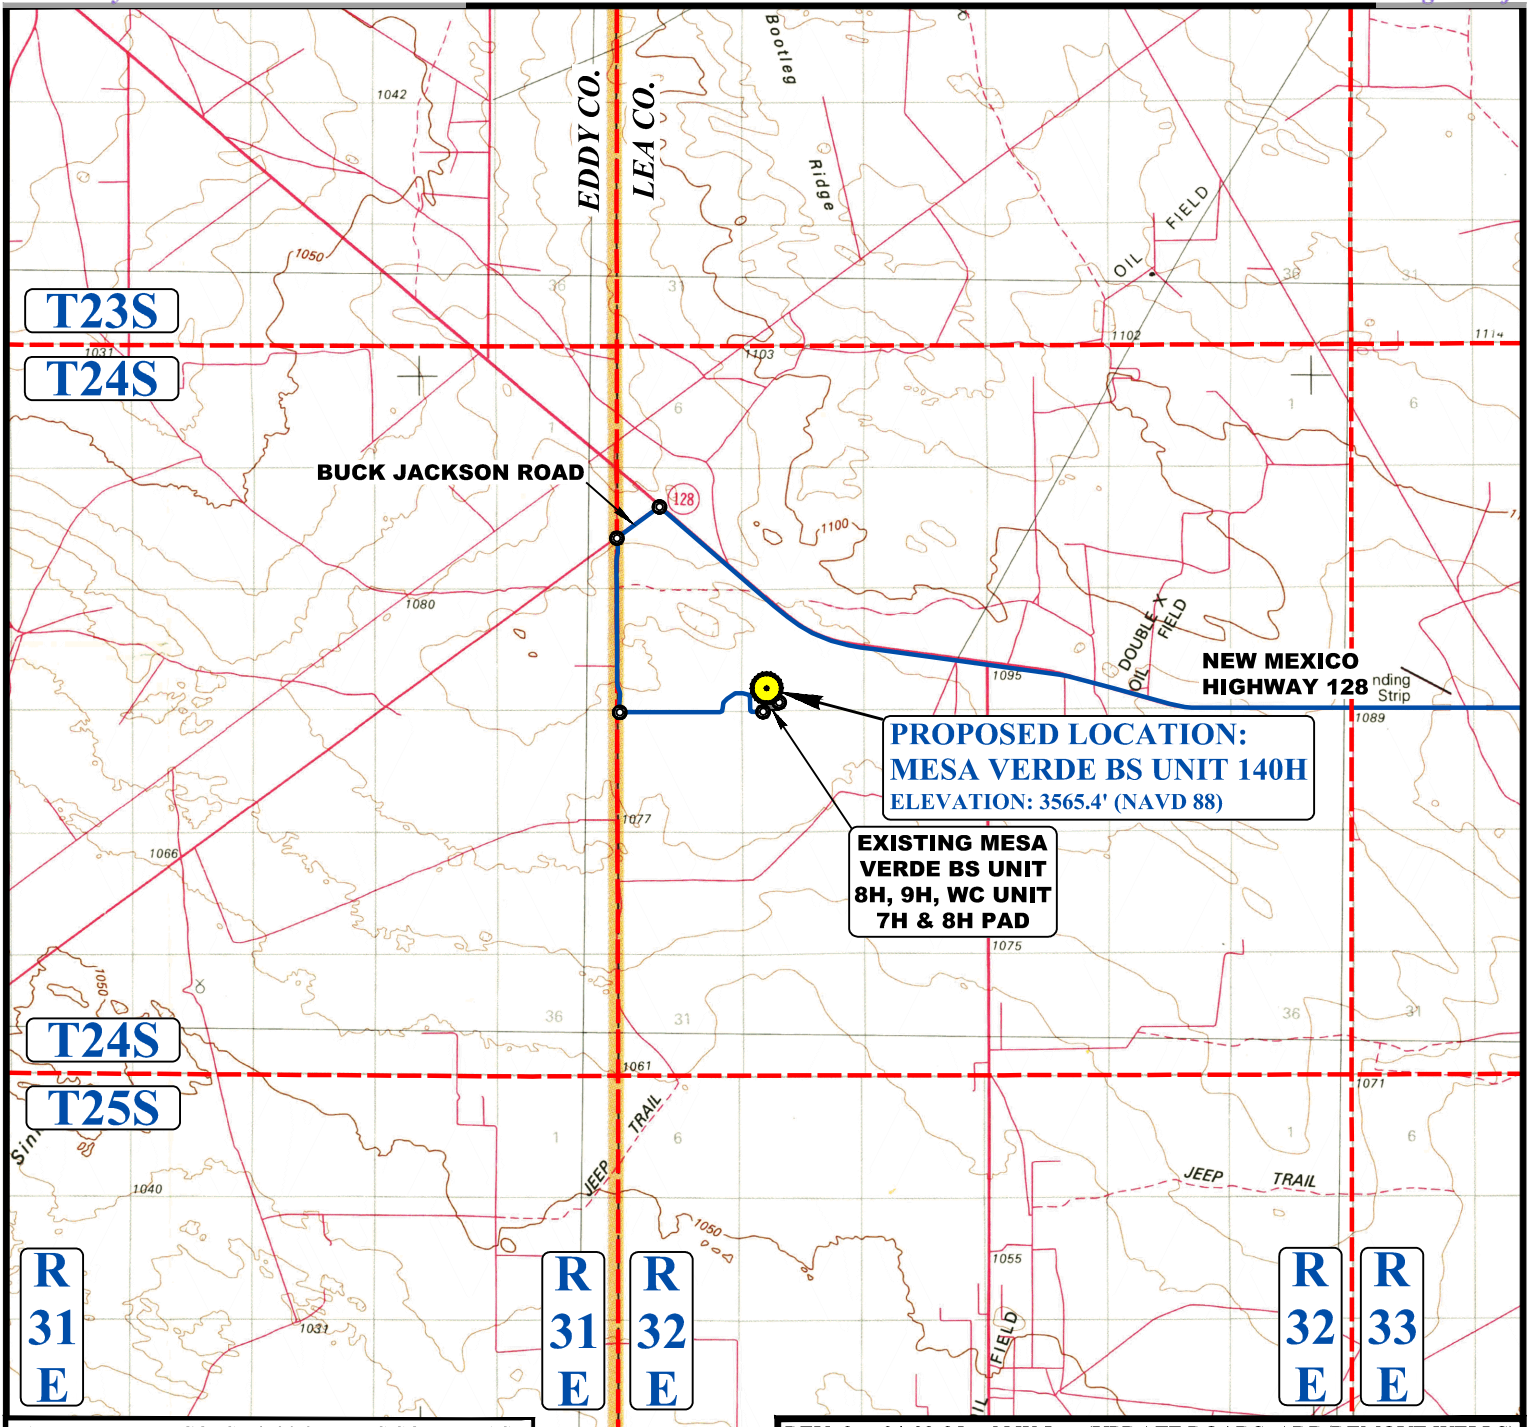 Bootleg
Ridge
1042
EDDY CO.
LEA CO.
OIL FIELD
1050
36
31
36
31
T23S
1031
1103
1102
1114
T24S
6
1
1
6
BUCK JACKSON ROAD
128
1100
1080
DOUBLE X
OIL FIELD
1095
NEW MEXICO
HIGHWAY 128
nding
Strip
1089
PROPOSED LOCATION:
MESA VERDE BS UNIT 140H
ELEVATION: 3565.4' (NAVD 88)
1077
1066
EXISTING MESA
VERDE BS UNIT
8H, 9H, WC UNIT
7H & 8H PAD
1075
1050
36
31
36
31
T24S
1061
1071
T25S
JEEP TRAIL
1
6
1
6
JEEP TRAIL
1040
1050
1055
FIELD
1031
R
31
E
R
31
E
R
32
E
R
32
E
R
33
E